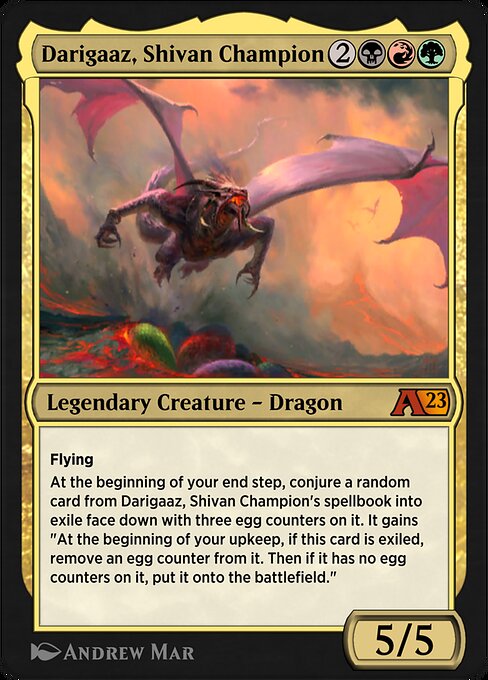 Darigaaz, Shivan Champion 2
Legendary Creature – Dragon A23
Flying
At the beginning of your end step, conjure a random
card from Darigaaz, Shivan Champion's spellbook into
exile face down with three egg counters on it. It gains
"At the beginning of your upkeep, if this card is exiled,
remove an egg counter from it. Then if it has no egg
counters on it, put it onto the battlefield."
5/5
Andrew Mar